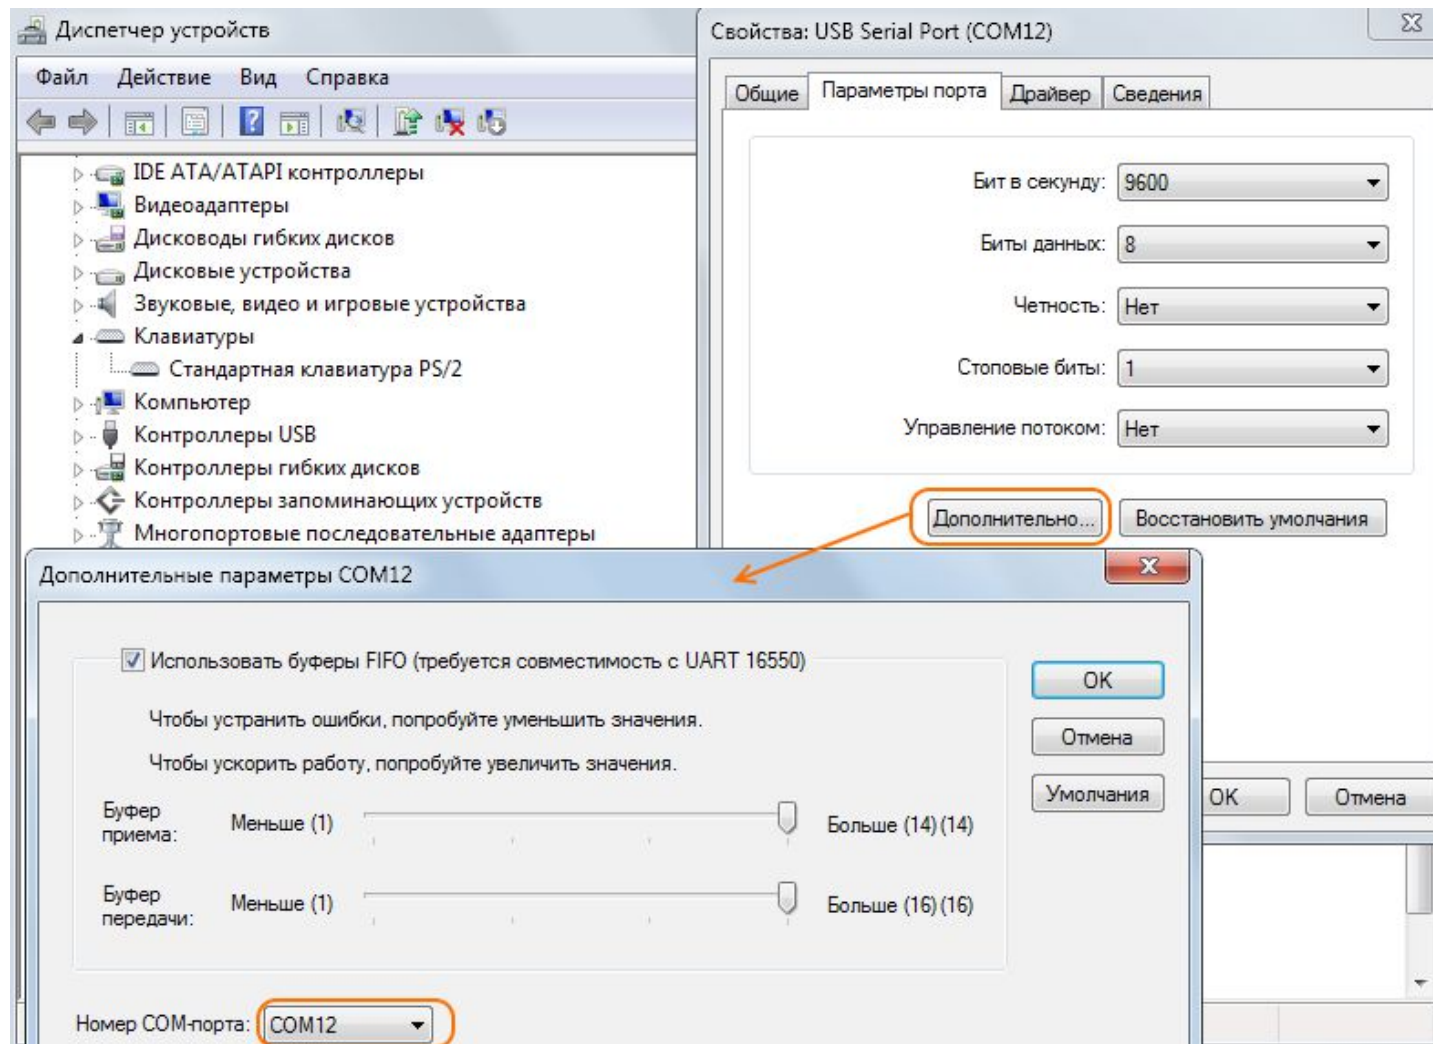 Диспетчер устройств
Файл Действие Вид Справка
IDE ATA/ATAPI контроллеры
Видеоадаптеры
Дисководы гибких дисков
Дисковые устройства
Звуковые, видео и игровые устройства
Клавиатуры
Стандартная клавиатура PS/2
Компьютер
Контроллеры USB
Контроллеры гибких дисков
Контроллеры запоминающих устройств
Многопортовые последовательные адаптеры
Свойства: USB Serial Port (COM12)
Общие Параметры порта Драйвер Сведения
Бит в секунду: 9600
Биты данных: 8
Четность: Нет
Стоповые биты: 1
Управление потоком: Нет
Дополнительно... Восстановить умолчания
OK Отмена
Дополнительные параметры COM12
Использовать буферы FIFO (требуется совместимость с UART 16550)
Чтобы устранить ошибки, попробуйте уменьшить значения.
Чтобы ускорить работу, попробуйте увеличить значения.
Буфер
приема: Меньше (1) Больше (14) (14)
Буфер
передачи: Меньше (1) Больше (16) (16)
OK
Отмена
Умолчания
Номер COM-порта: COM12